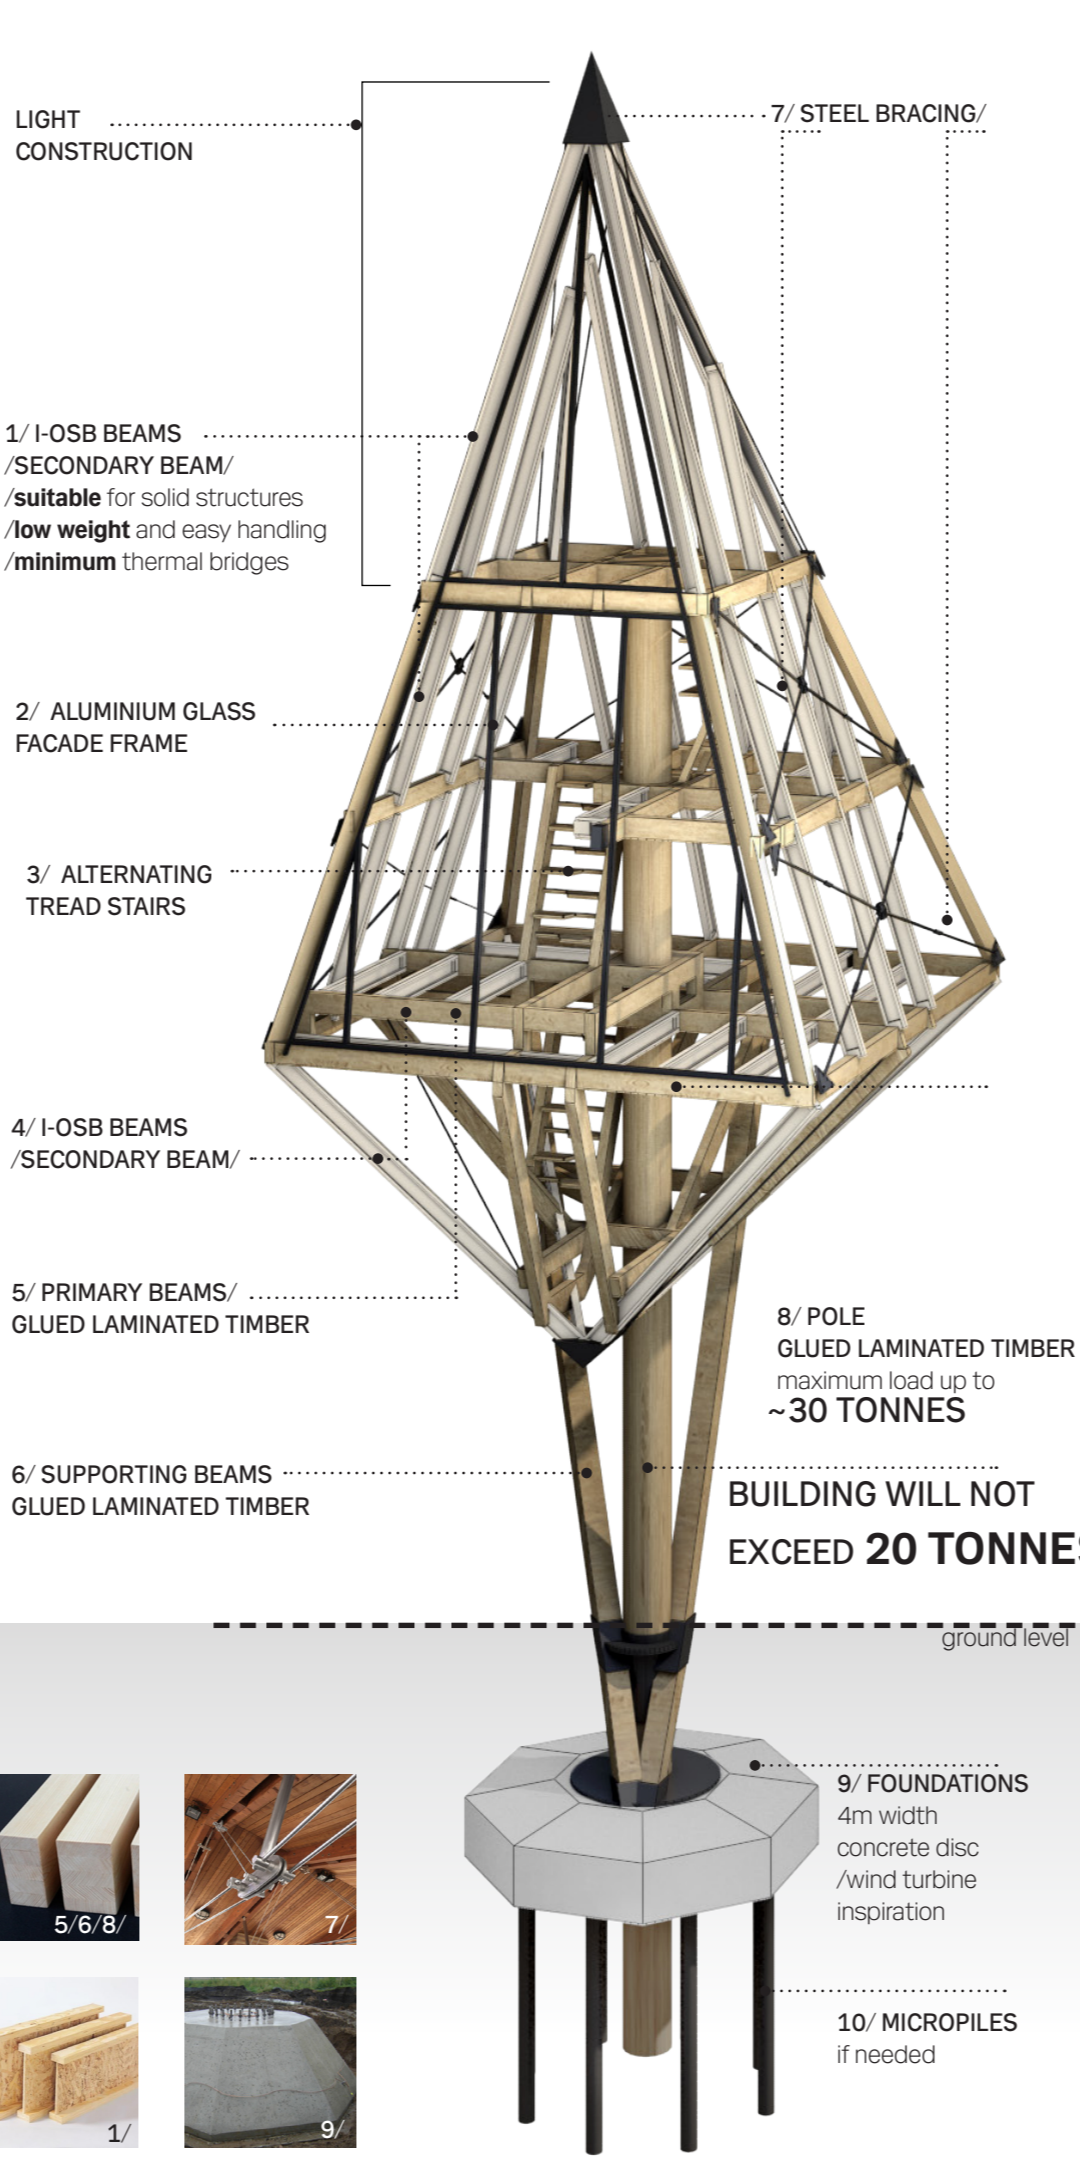 LIGHT
CONSTRUCTION
7/ STEEL BRACING/
1/ I-OSB BEAMS
/SECONDARY BEAM/
/suitable for solid structures
/low weight and easy handling
/minimum thermal bridges
2/ ALUMINIUM GLASS
FACADE FRAME
3/ ALTERNATING
TREAD STAIRS
4/ I-OSB BEAMS
/SECONDARY BEAM/
5/ PRIMARY BEAMS/
GLUED LAMINATED TIMBER
8/ POLE
GLUED LAMINATED TIMBER
maximum load up to
~30 TONNES
6/ SUPPORTING BEAMS
GLUED LAMINATED TIMBER
BUILDING WILL NOT
EXCEED 20 TONNES
ground level
9/ FOUNDATIONS
4m width
concrete disc
/wind turbine
inspiration
5/6/8/
7/
10/ MICROPILES
if needed
1/
9/